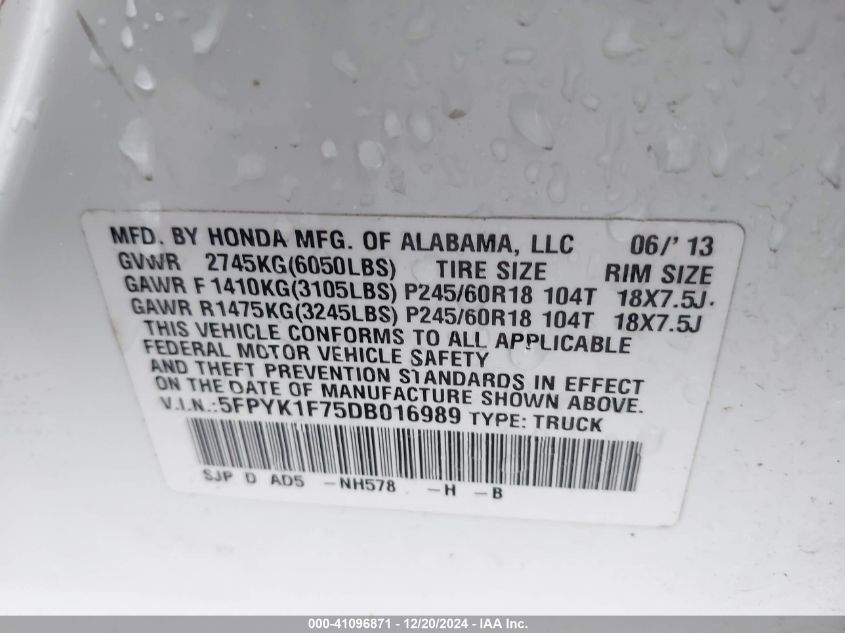 MFD. BY HONDA MFG. OF ALABAMA, LLC 06/' 13
GVWR 2745KG(6050LBS) TIRE SIZE RIM SIZE
GAWR F 1410KG(3105LBS) P245/60R18 104T 18X7.5J
GAWR R1475KG(3245LBS) P245/60R18 104T 18X7.5J
THIS VEHICLE CONFORMS TO ALL APPLICABLE
FEDERAL MOTOR VEHICLE SAFETY
AND THEFT PREVENTION STANDARDS IN EFFECT
ON THE DATE OF MANUFACTURE SHOWN ABOVE.
V.I.N.:5FPYK1F75DB016989 TYPE: TRUCK
SJP D AD5 -NH578 -H -B
000-41096871 - 12/20/2024 - IAA Inc.